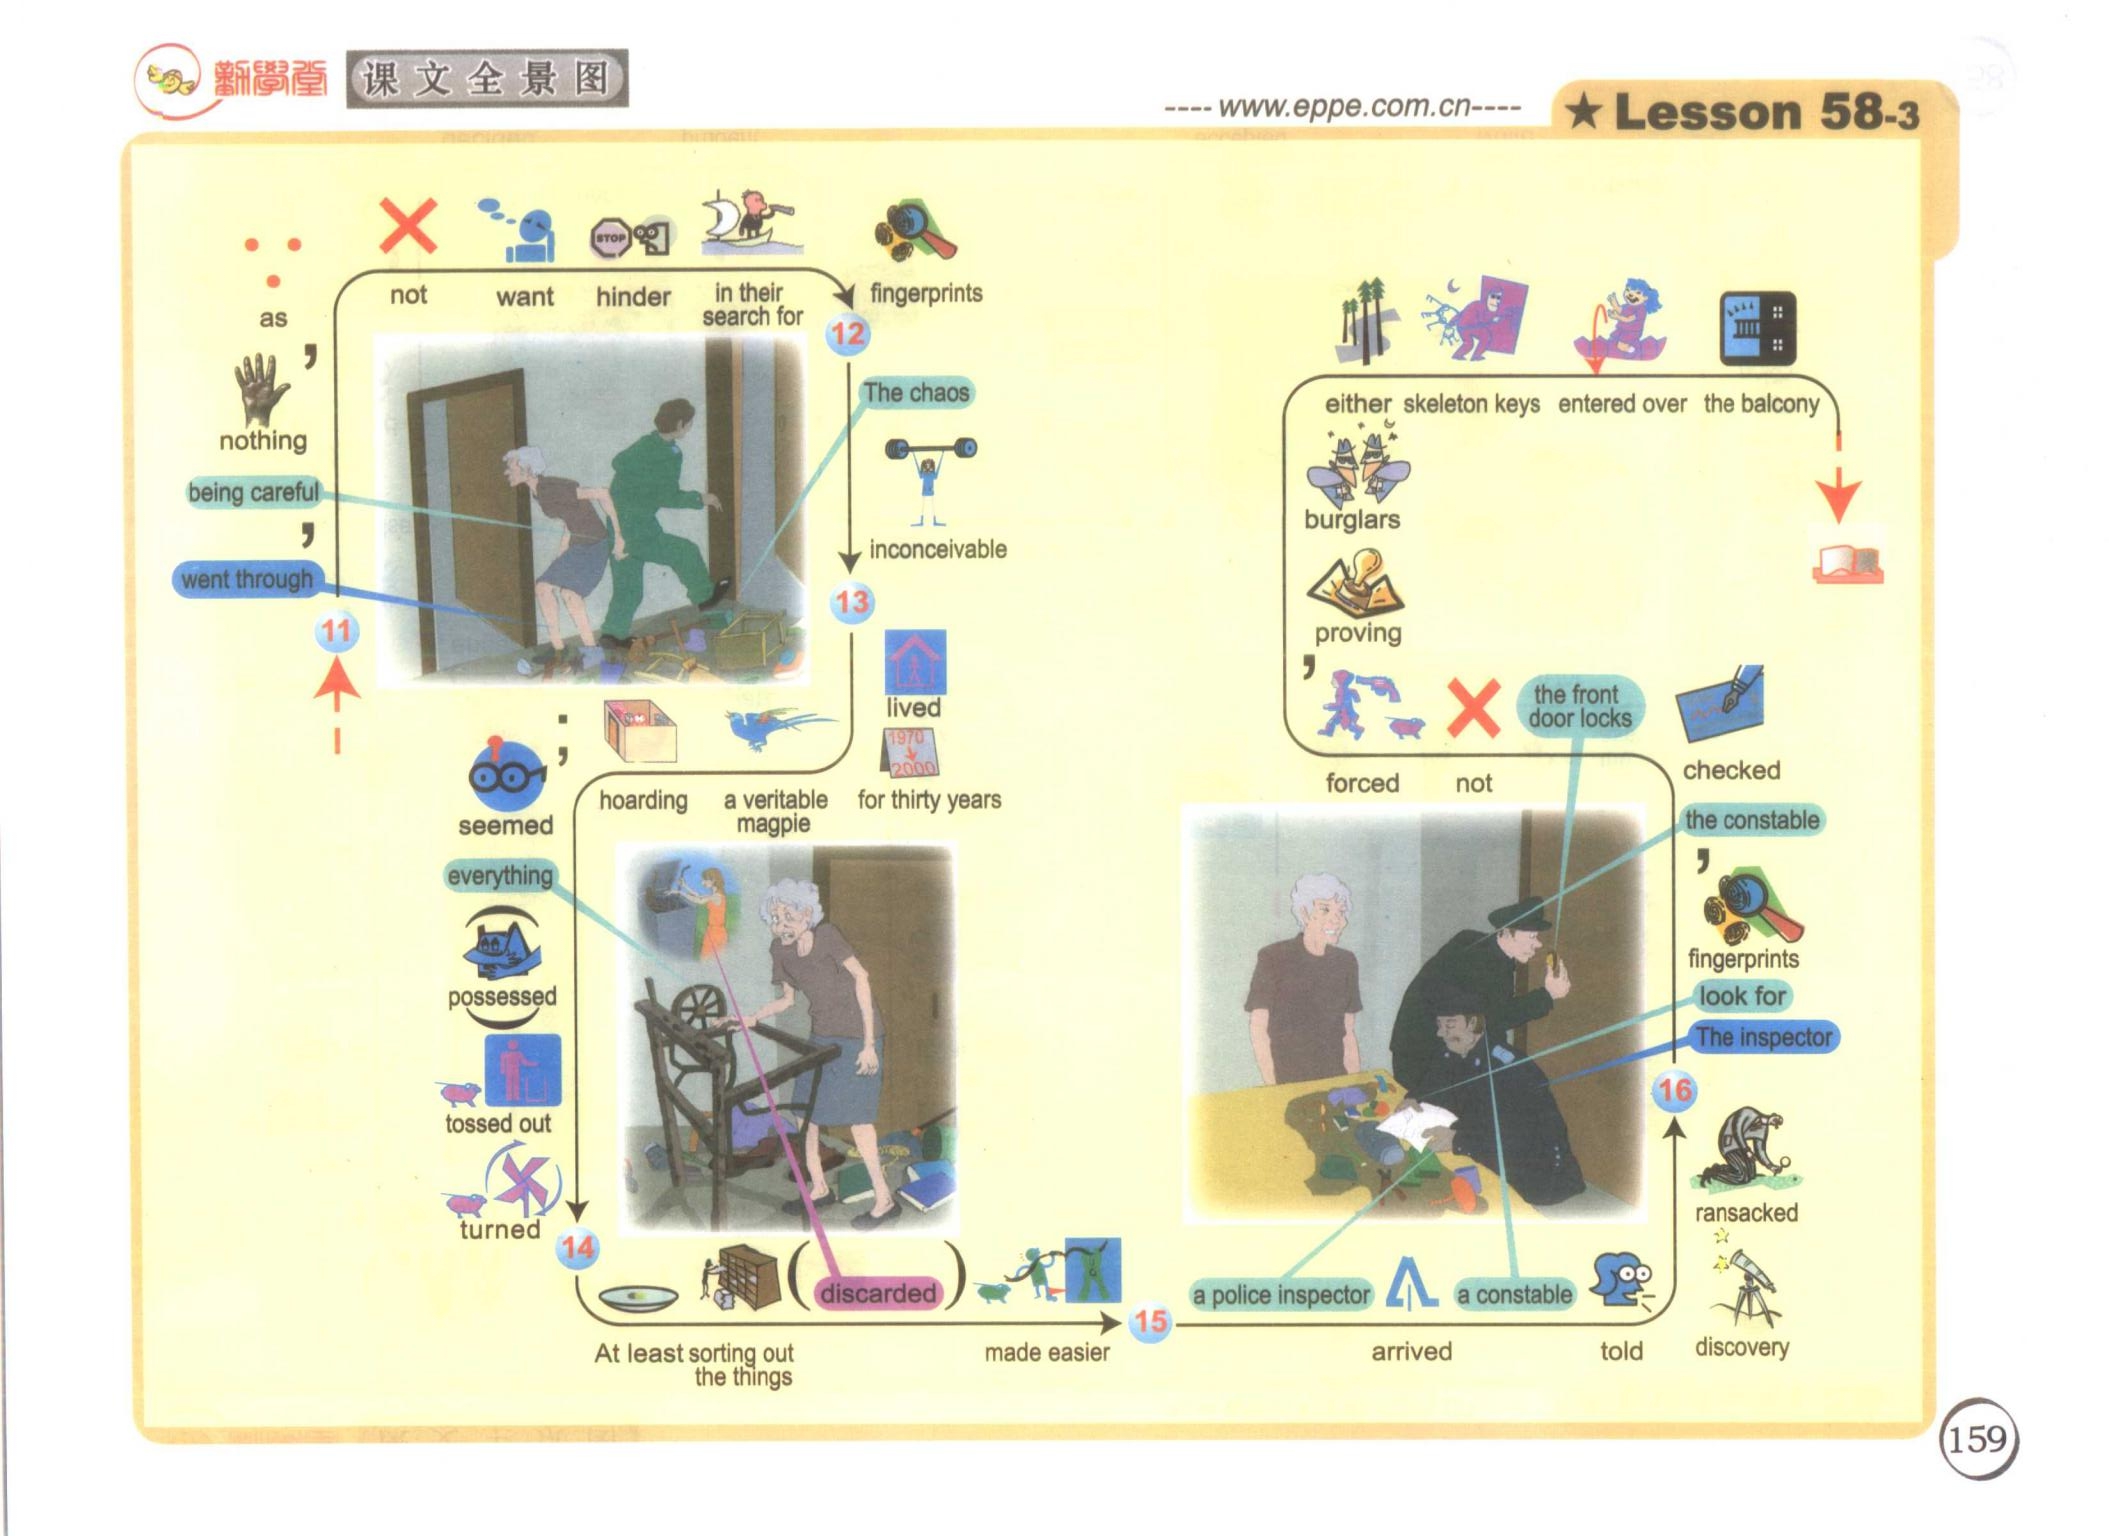 勤學堂
课文全景图
---- www.eppe.com.cn----
★ Lesson 58-3
11
went through
,
being careful
,
nothing
as
not
want
hinder
in their
search for
STOP
fingerprints
12
The chaos
inconceivable
13
lived
1970
2000
for thirty years
a veritable
magpie
hoarding
;
seemed
everything
(possessed)
tossed out
turned
14
At least
sorting out
the things
(discarded)
made easier
15
a police inspector
arrived
a constable
told
discovery
ransacked
16
The inspector
look for
fingerprints
,
the constable
checked
the front
door locks
not
forced
,
proving
burglars
either
skeleton keys
entered over
the balcony
159